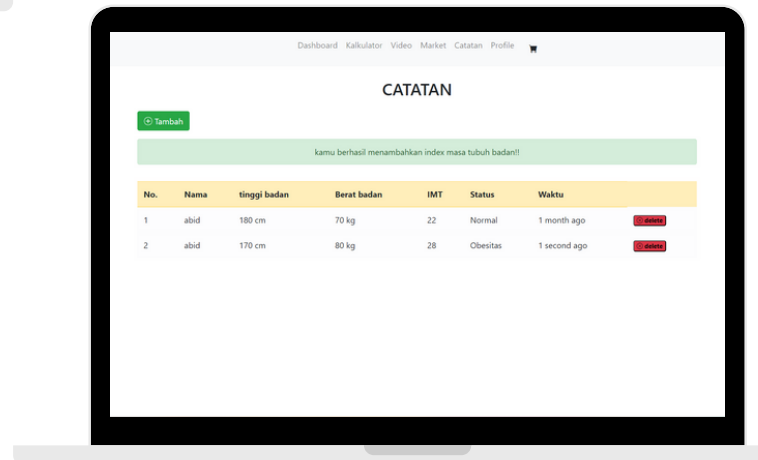 Dashboard Kalkulator Video Market Catatan Profile
CATATAN
Tambah
kamu berhasil menambahkan index masa tubuh badan!!
No. Nama tinggi badan Berat badan IMT Status Waktu
1 abid 180 cm 70 kg 22 Normal 1 month ago delete
2 abid 170 cm 80 kg 28 Obesitas 1 second ago delete